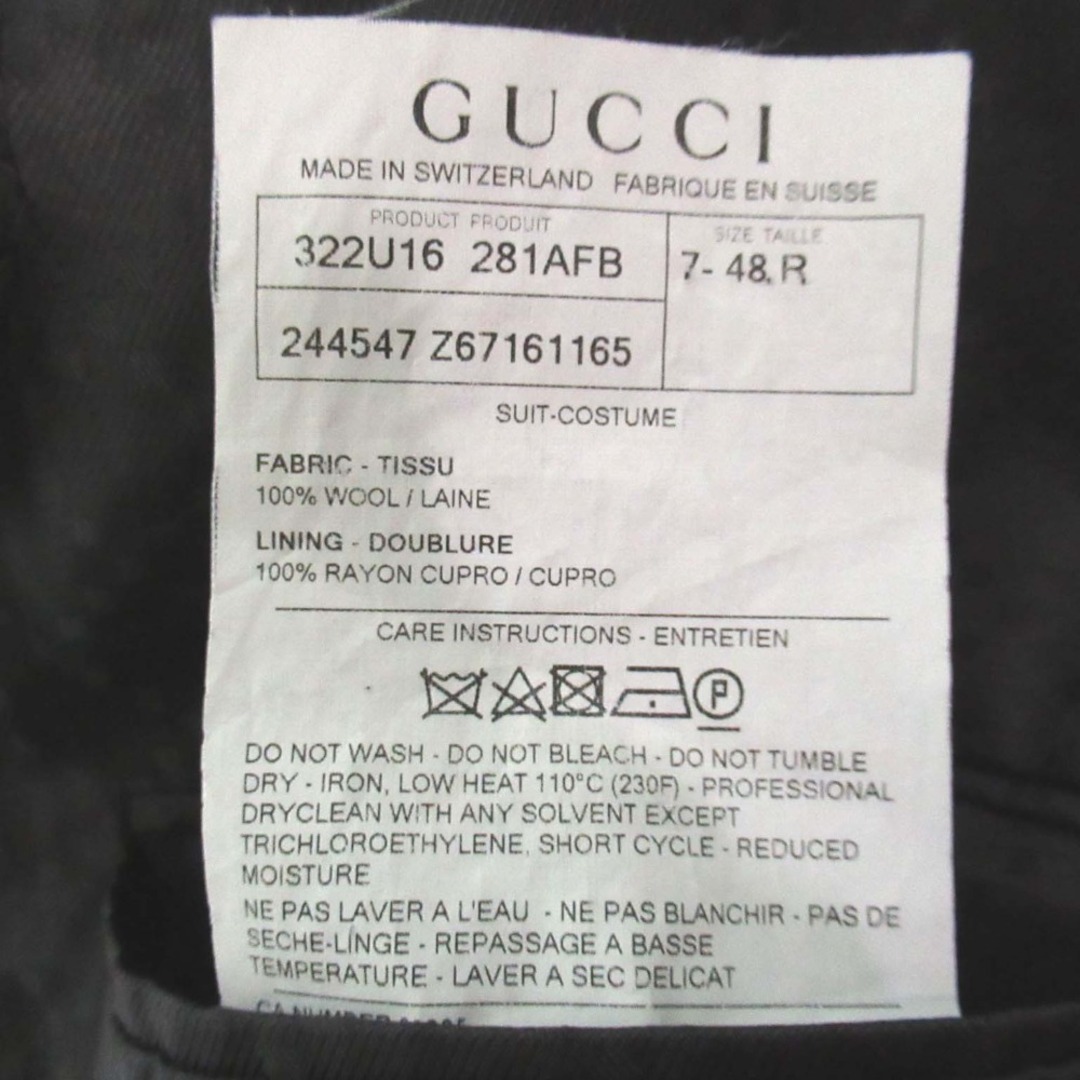 GUCCI
MADE IN SWITZERLAND FABRIQUE EN SUISSE
PRODUCT PRODUIT
322U16 281AFB
SIZE TAILLE
7- 48.R
244547 Z67161165
SUIT-COSTUME
FABRIC - TISSU
100% WOOL / LAINE
LINING - DOUBLURE
100% RAYON CUPRO / CUPRO
CARE INSTRUCTIONS - ENTRETIEN
P
DO NOT WASH - DO NOT BLEACH - DO NOT TUMBLE
DRY - IRON, LOW HEAT 110°C (230F) - PROFESSIONAL
DRYCLEAN WITH ANY SOLVENT EXCEPT
TRICHLOROETHYLENE, SHORT CYCLE - REDUCED
MOISTURE
NE PAS LAVER A L'EAU - NE PAS BLANCHIR - PAS DE
SECHE-LINGE - REPASSAGE A BASSE
TEMPERATURE - LAVER A SEC DELICAT
CA NUMBER